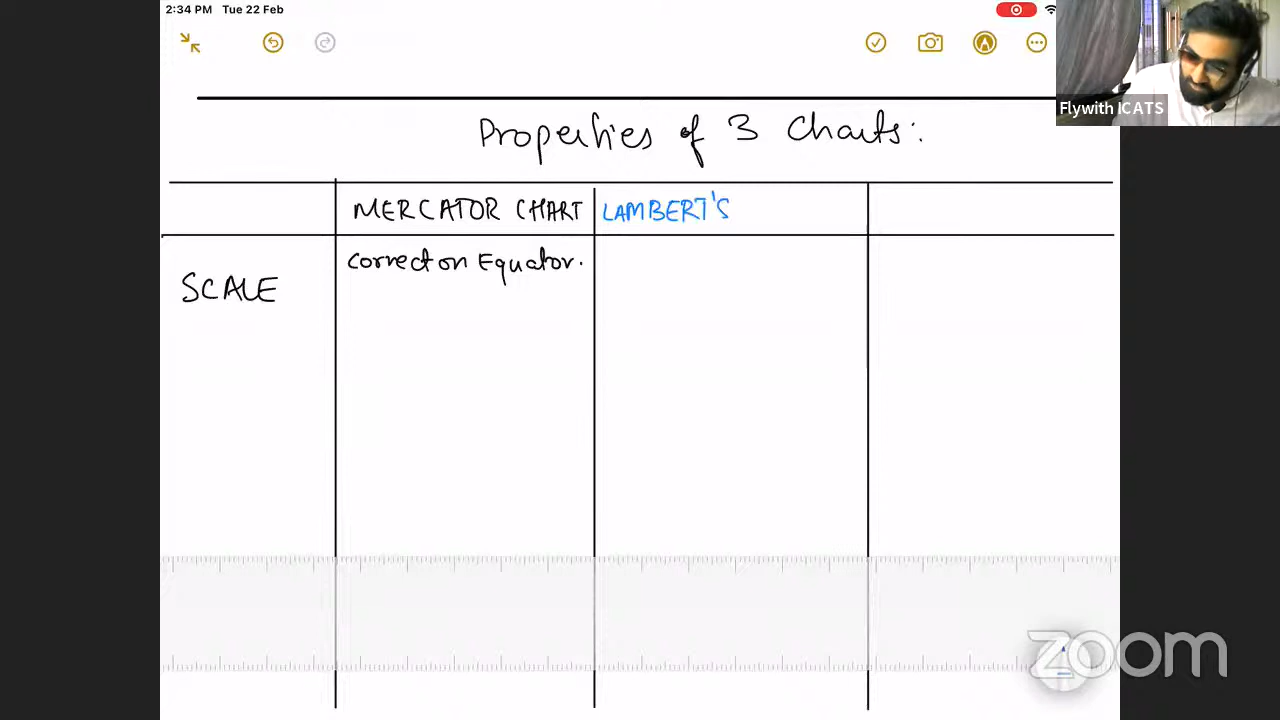 2:34 PM Tue 22 Feb
Flywith ICATS
Properties of 3 Charts:
MERCATOR CHART LAMBERT'S
Correct on Equator.
SCALE
zoom